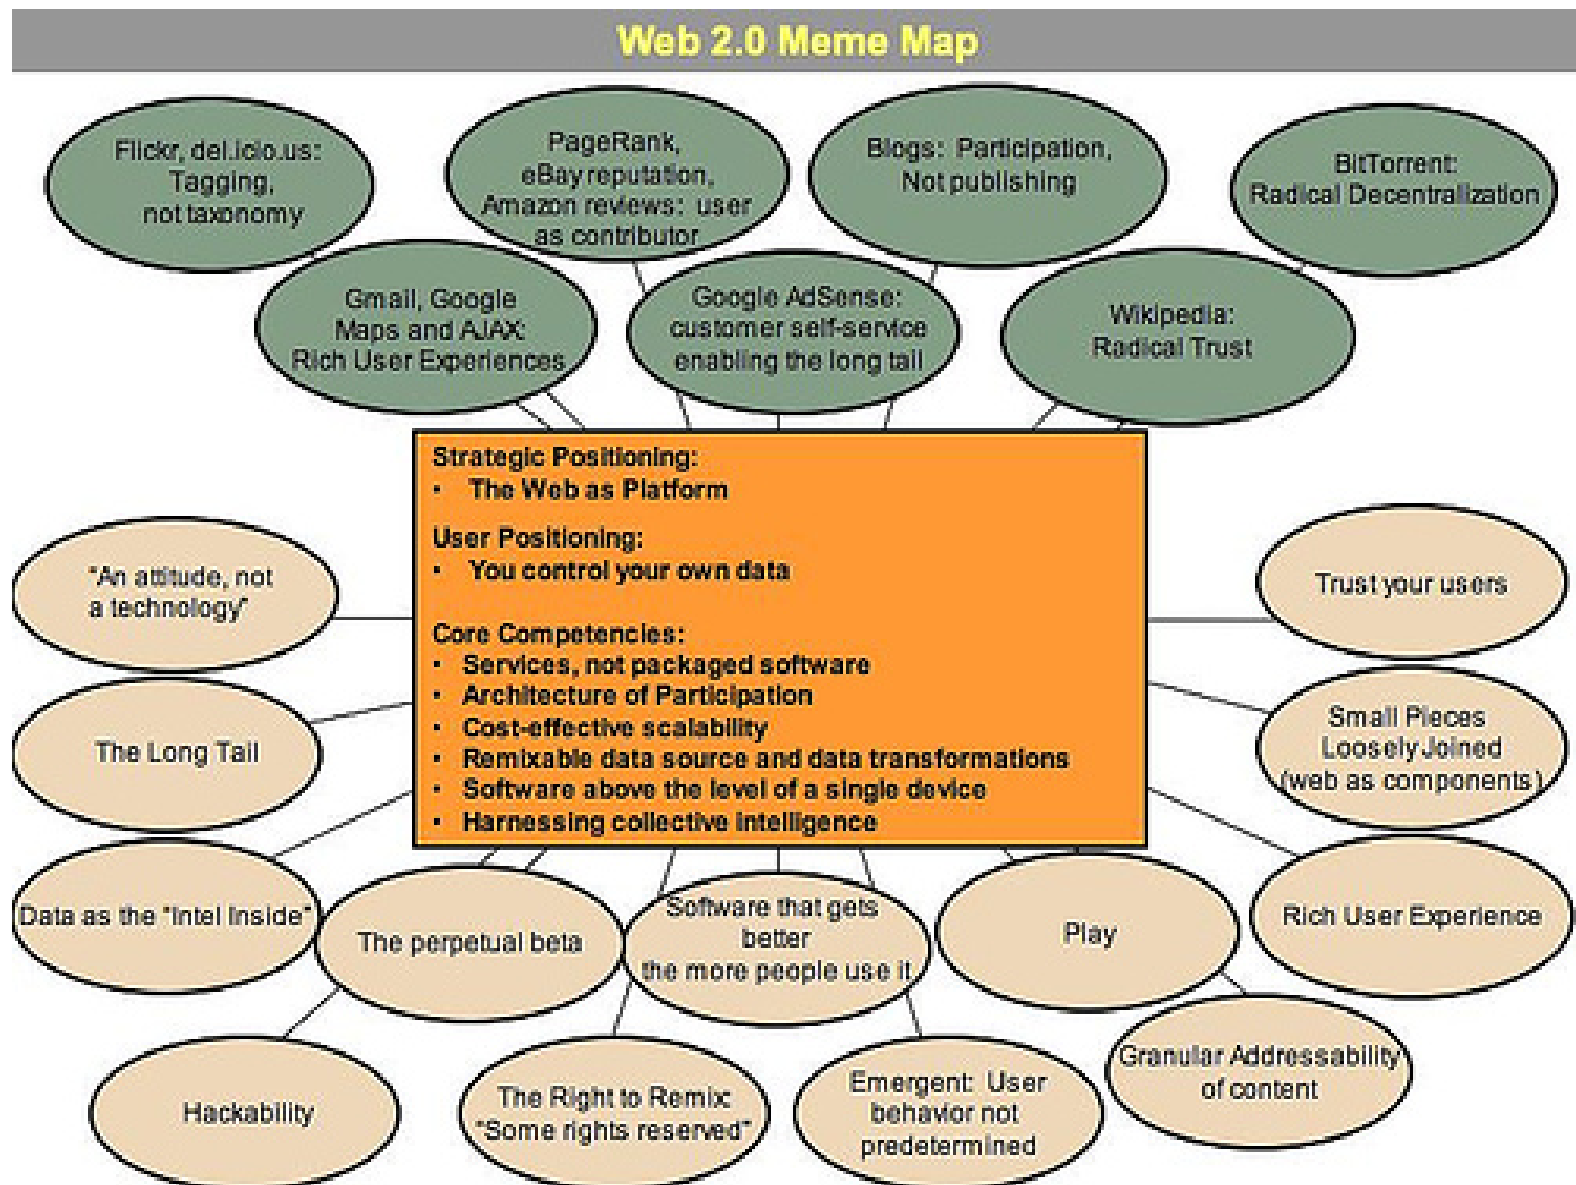 Web 2.0 Meme Map
Flickr, del.icio.us:
Tagging,
not taxonomy
PageRank,
eBay reputation,
Amazon reviews: user
as contributor
Blogs: Participation,
Not publishing
BitTorrent:
Radical Decentralization
Gmail, Google
Maps and AJAX:
Rich User Experiences
Google AdSense:
customer self-service
enabling the long tail
Wikipedia:
Radical Trust
Strategic Positioning:
• The Web as Platform
User Positioning:
• You control your own data
Core Competencies:
• Services, not packaged software
• Architecture of Participation
• Cost-effective scalability
• Remixable data source and data transformations
• Software above the level of a single device
• Harnessing collective intelligence
"An attitude, not
a technology"
The Long Tail
Data as the "Intel Inside"
Trust your users
Small Pieces
Loosely Joined
(web as components)
Rich User Experience
The perpetual beta
Software that gets
better
the more people use it
Play
Hackability
The Right to Remix:
"Some rights reserved"
Emergent: User
behavior not
predetermined
Granular Addressability
of content